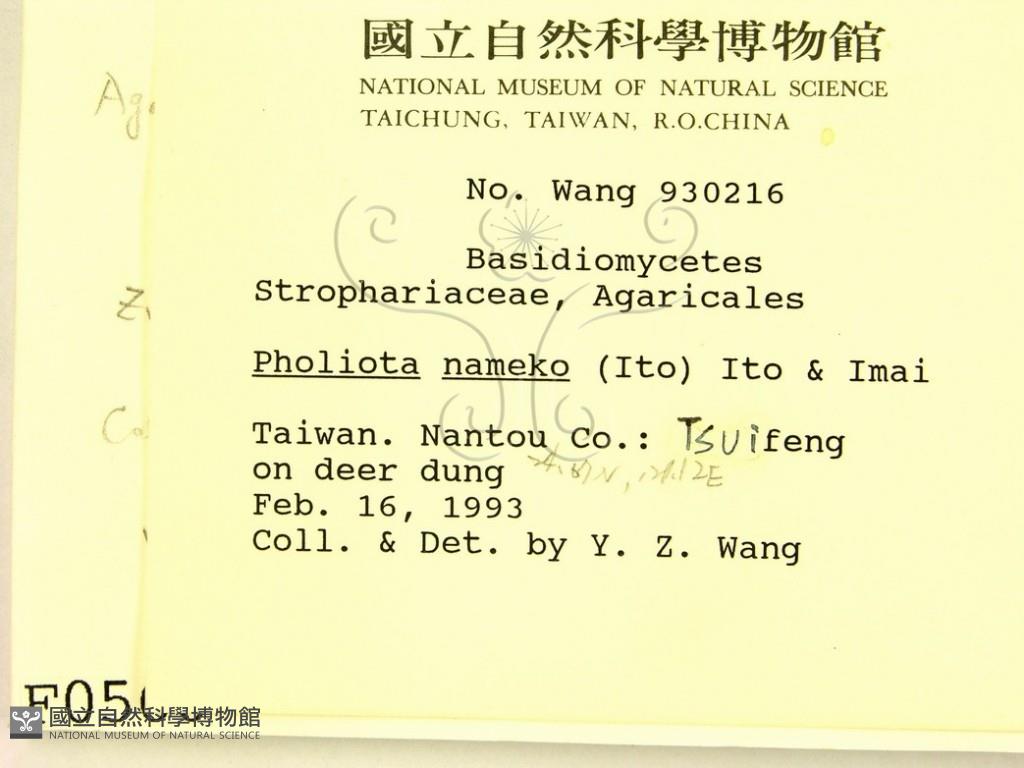 國立自然科學博物館
NATIONAL MUSEUM OF NATURAL SCIENCE
TAICHUNG, TAIWAN, R.O.CHINA
No. Wang 930216
Basidiomycetes
Strophariaceae, Agaricales
Pholiota nameko (Ito) Ito & Imai
Taiwan. Nantou Co.: TSUifeng
on deer dung
Feb. 16, 1993
Coll. & Det. by Y. Z. Wang
國立自然科學博物館
NATIONAL MUSEUM OF NATURAL SCIENCE